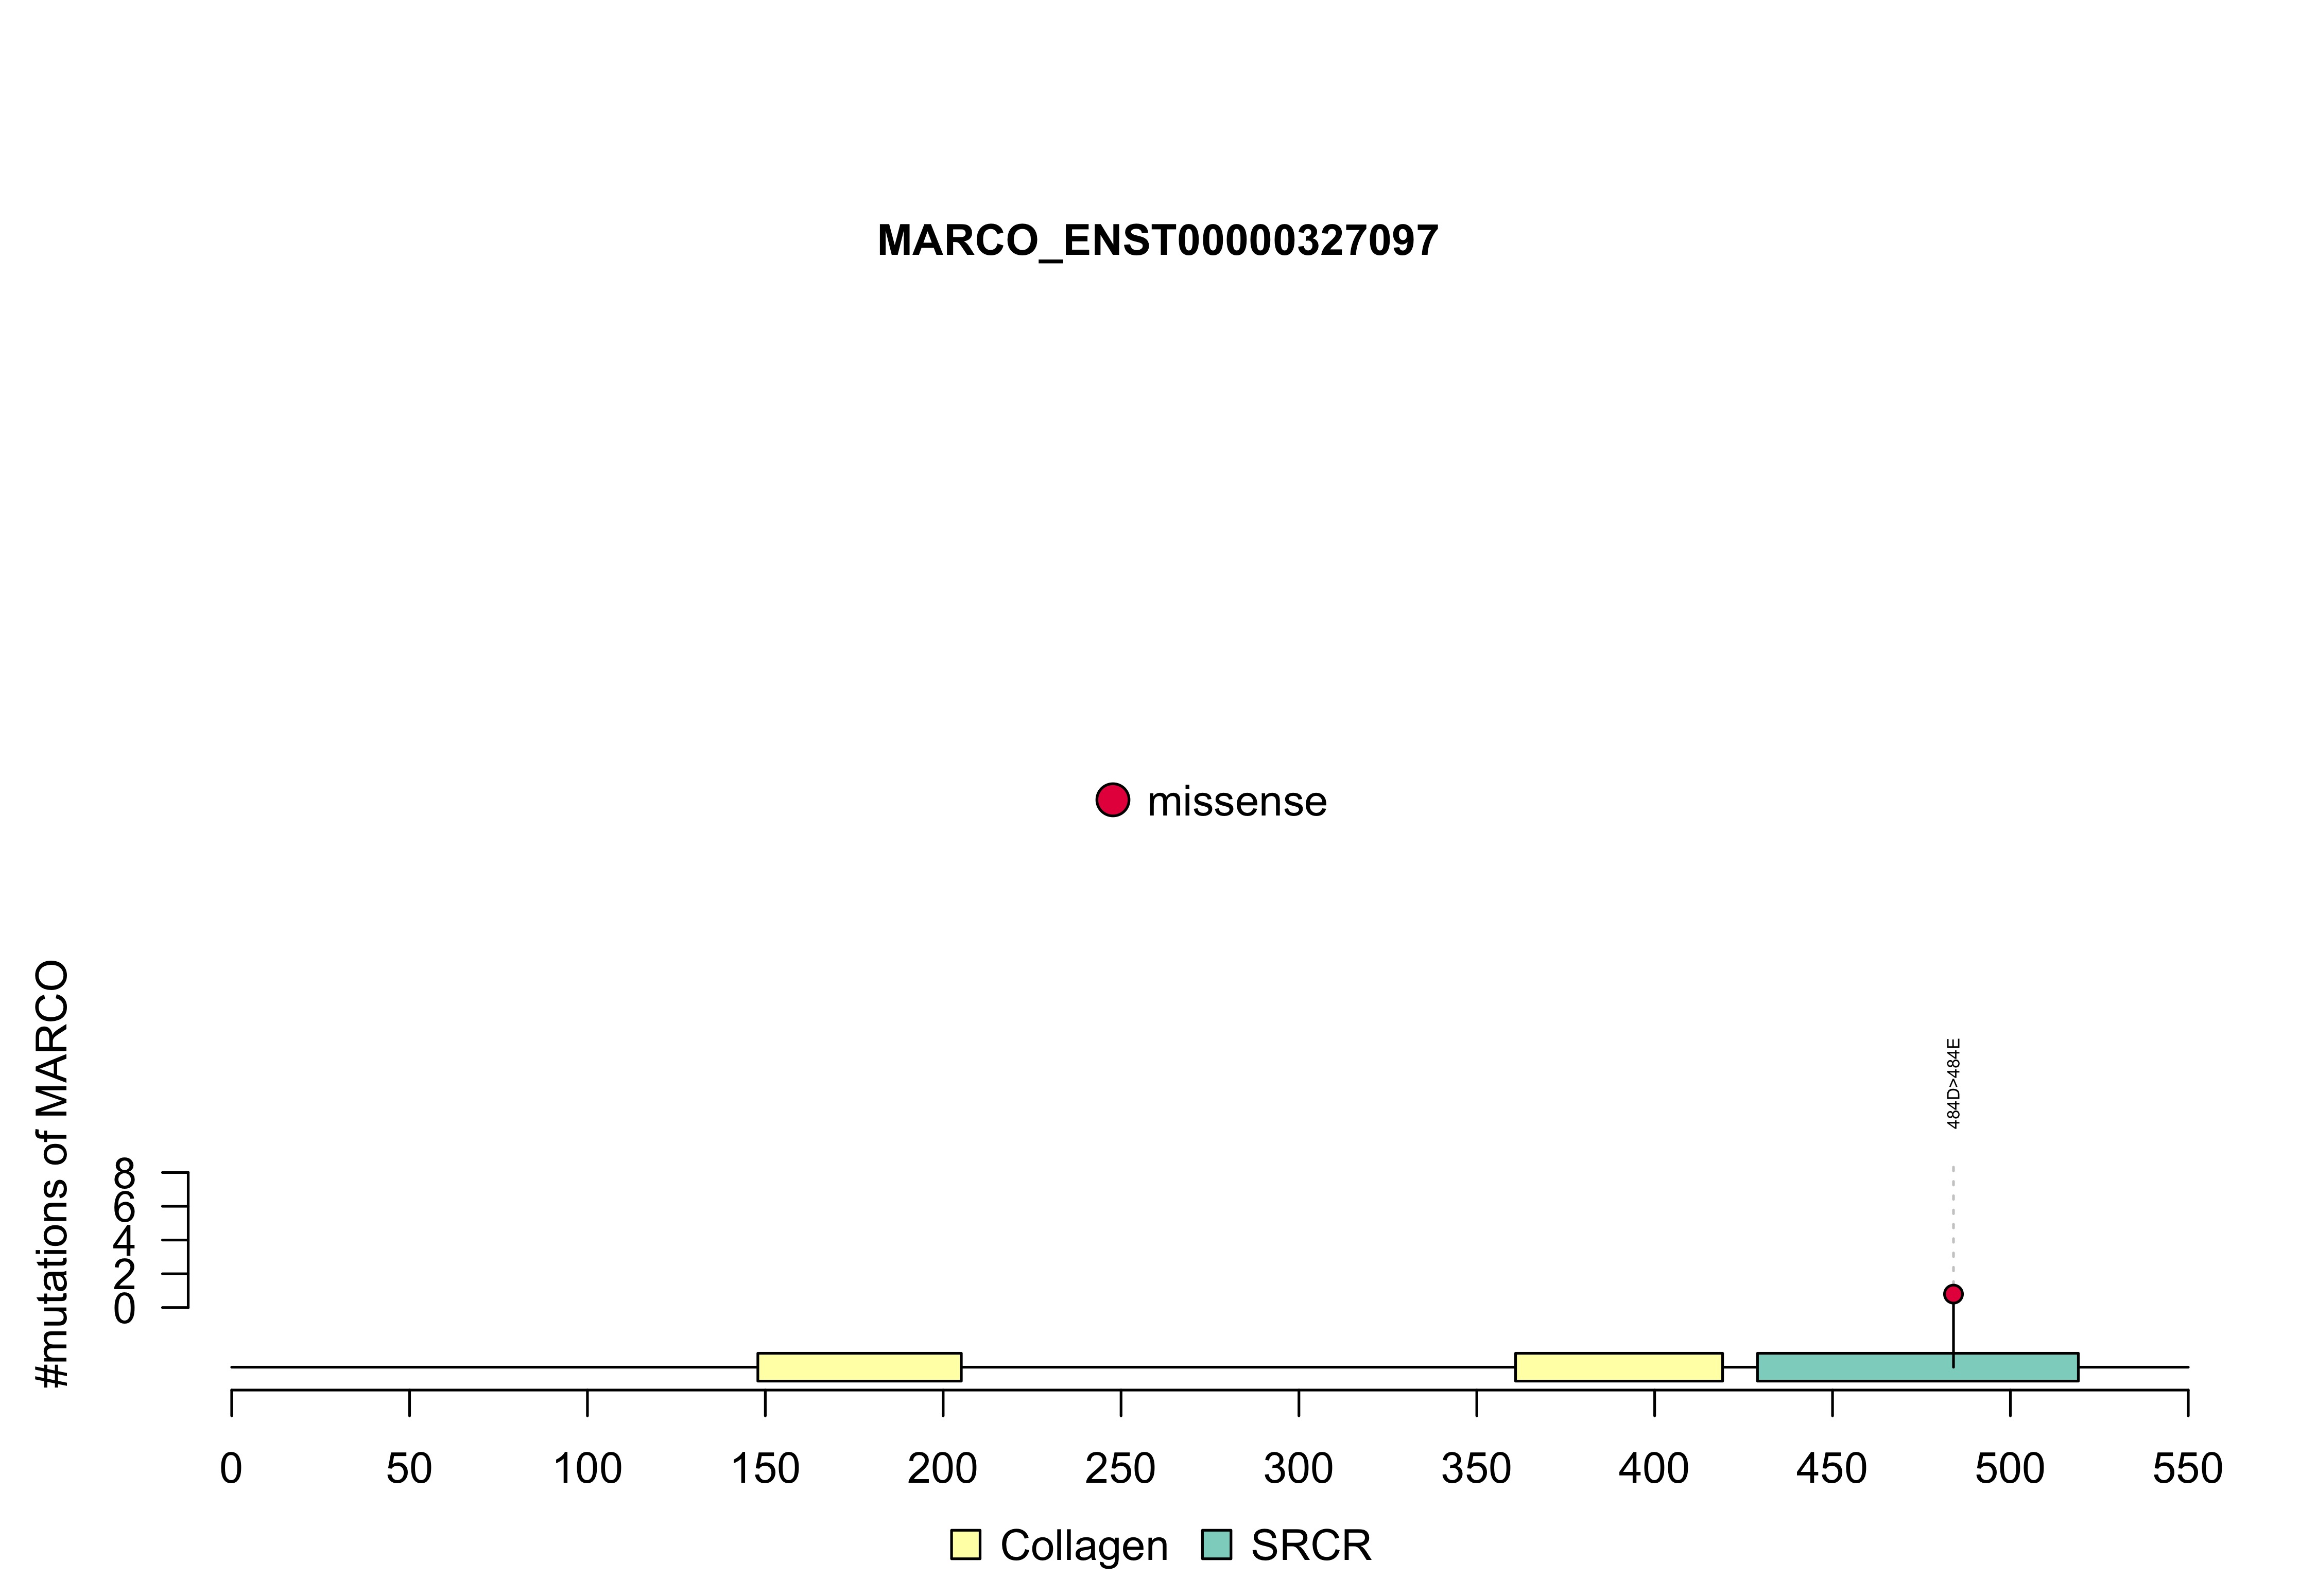 MARCO_ENST00000327097
missense
#mutations of MARCO
484D>484E
8
6
4
2
0
0 50 100 150 200 250 300 350 400 450 500 550
Collagen SRCR